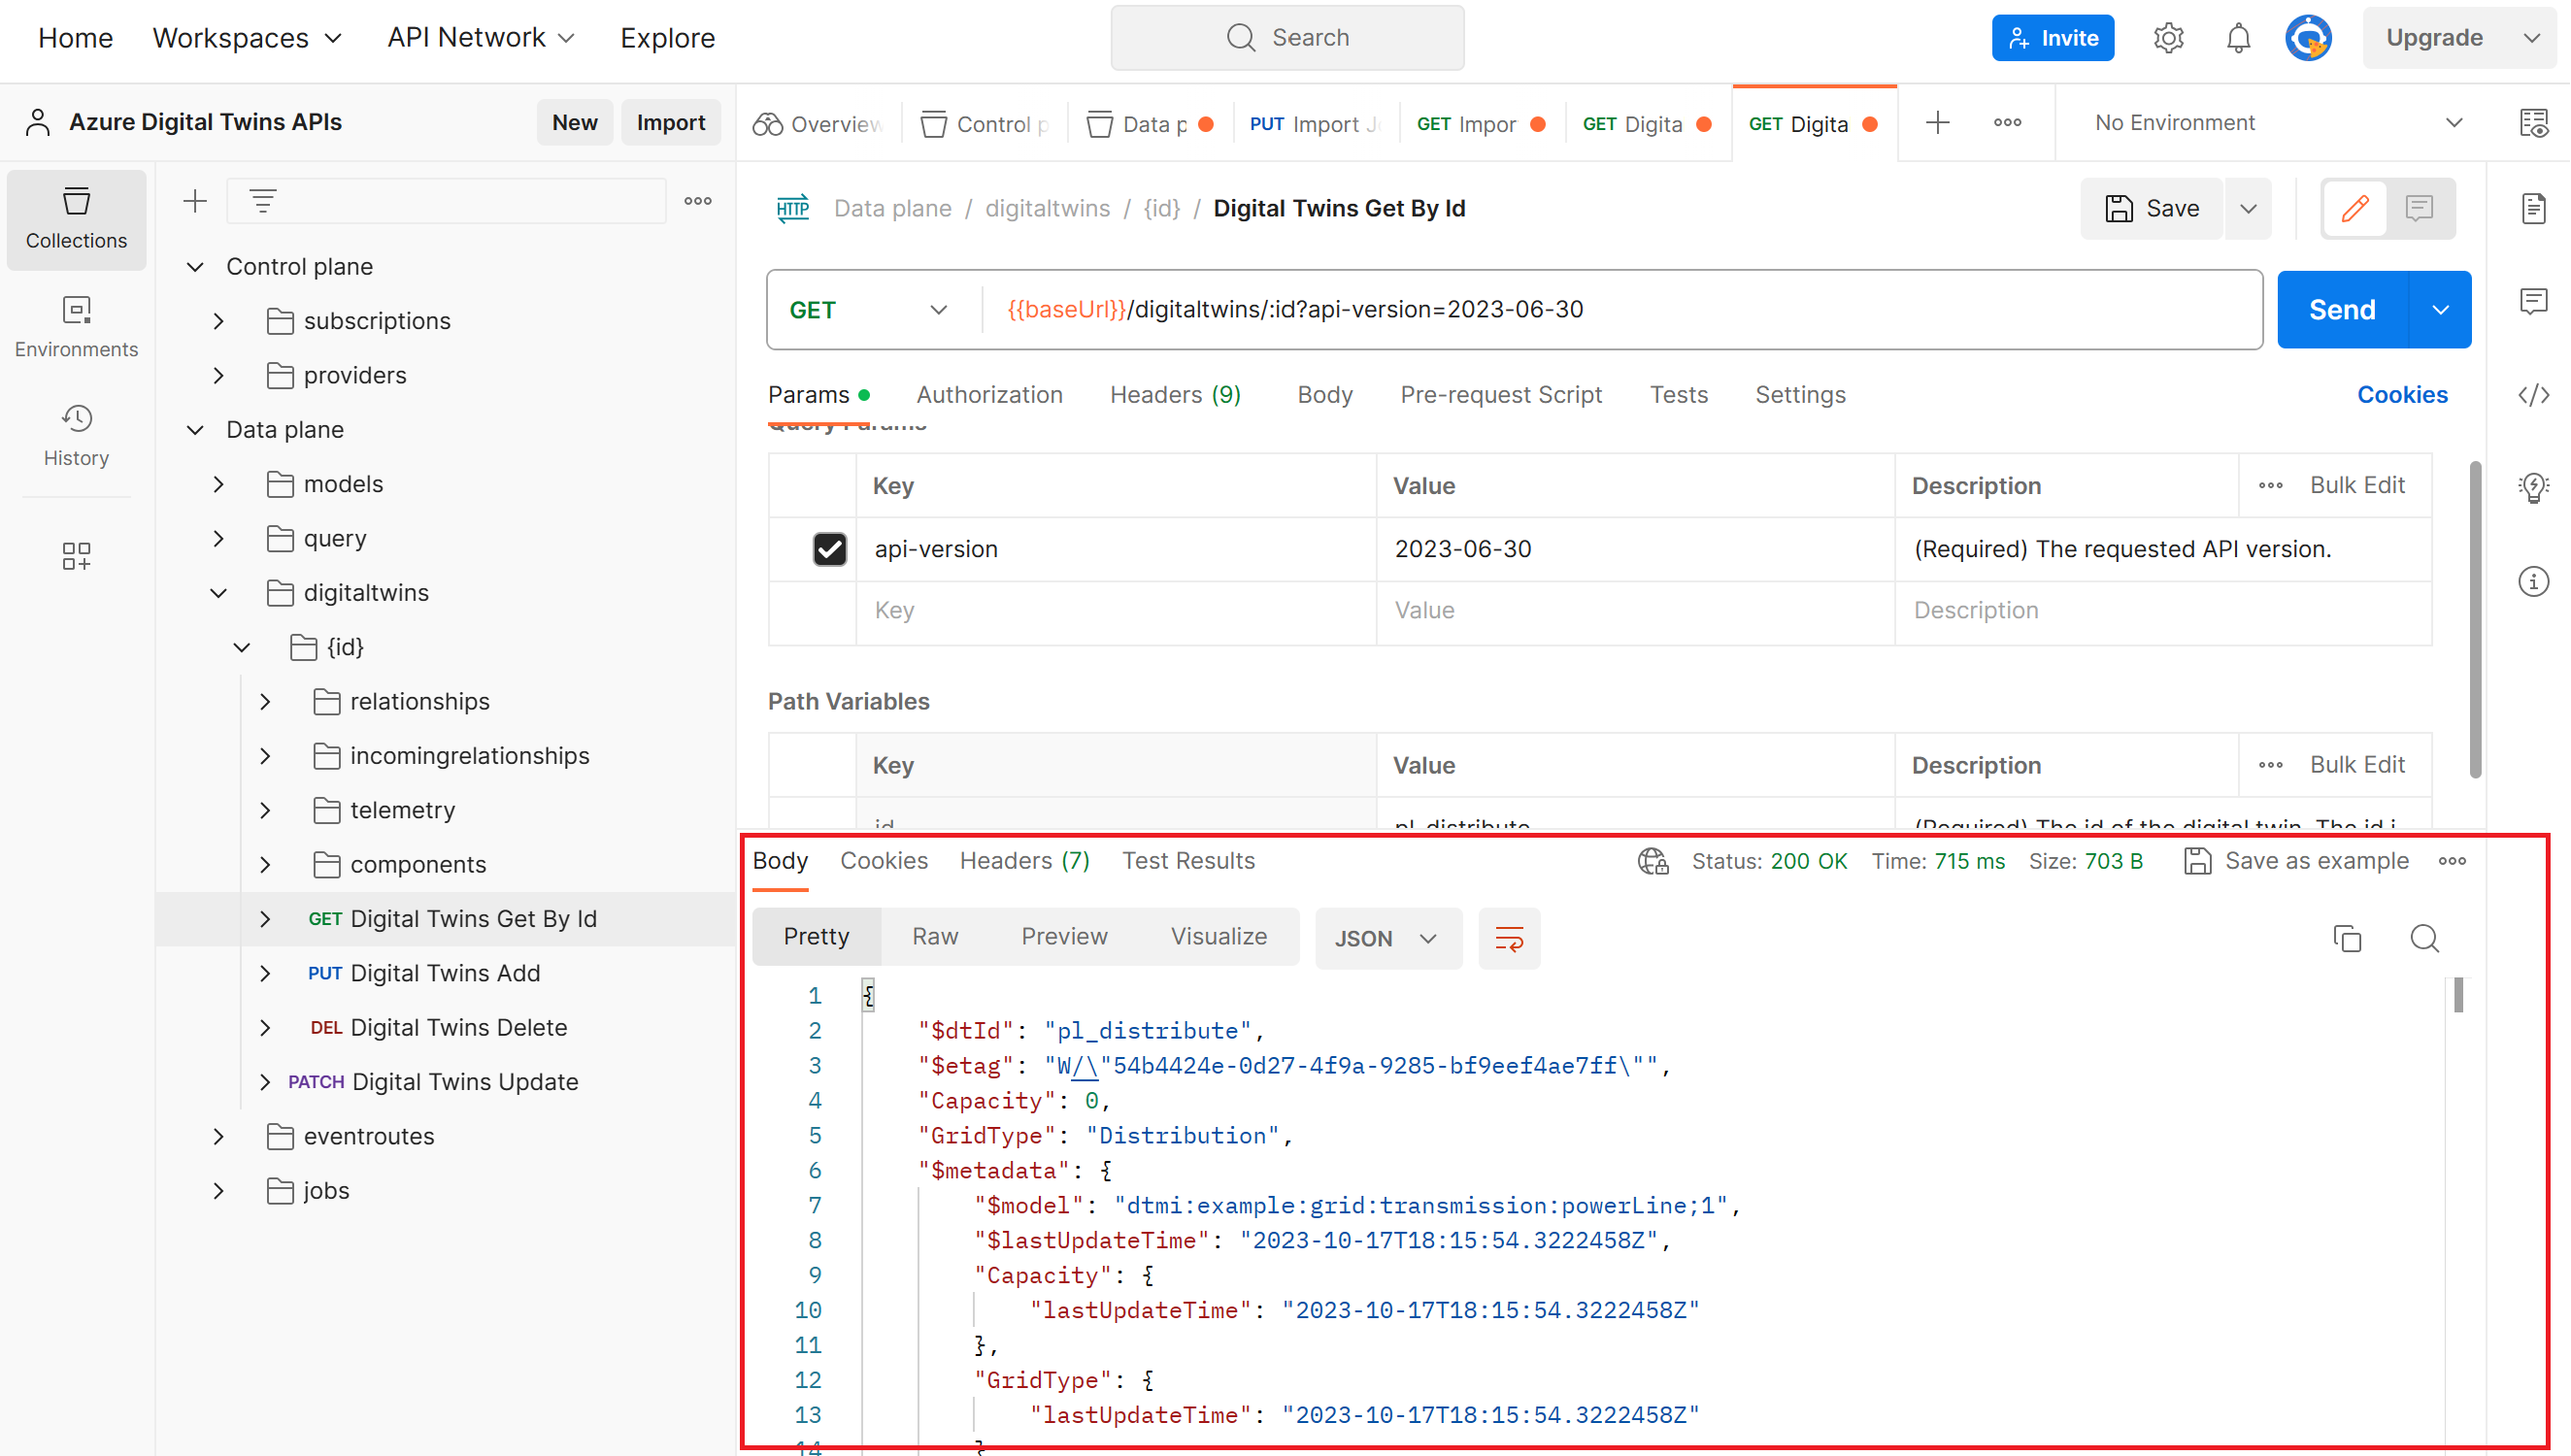 Home Workspaces API Network Explore Search Invite Upgrade
Azure Digital Twins APIs New Import
Overview Control p Data p PUT Import Jo GET Impor GET Digita GET Digita No Environment
Collections
Environments
History
Control plane
subscriptions
providers
Data plane
models
query
digitaltwins
{id}
relationships
incomingrelationships
telemetry
components
GET Digital Twins Get By Id
PUT Digital Twins Add
DEL Digital Twins Delete
PATCH Digital Twins Update
eventroutes
jobs
HTTP Data plane / digitaltwins / {id} / Digital Twins Get By Id Save
GET {{baseUrl}}/digitaltwins/:id?api-version=2023-06-30 Send
Params Authorization Headers (9) Body Pre-request Script Tests Settings Cookies
Query Params
Key Value Description Bulk Edit
api-version 2023-06-30 (Required) The requested API version.
Key Value Description
Path Variables
Key Value Description Bulk Edit
id pl_distribute (Required) The id of the digital twin. The id i
Body Cookies Headers (7) Test Results Status: 200 OK Time: 715 ms Size: 703 B Save as example
Pretty Raw Preview Visualize JSON
1 {
2 "$dtId": "pl_distribute",
3 "$etag": "W/\"54b4424e-0d27-4f9a-9285-bf9eef4ae7ff\"",
4 "Capacity": 0,
5 "GridType": "Distribution",
6 "$metadata": {
7 "$model": "dtmi:example:grid:transmission:powerLine;1",
8 "$lastUpdateTime": "2023-10-17T18:15:54.3222458Z",
9 "Capacity": {
10 "lastUpdateTime": "2023-10-17T18:15:54.3222458Z"
11 },
12 "GridType": {
13 "lastUpdateTime": "2023-10-17T18:15:54.3222458Z"
14 }